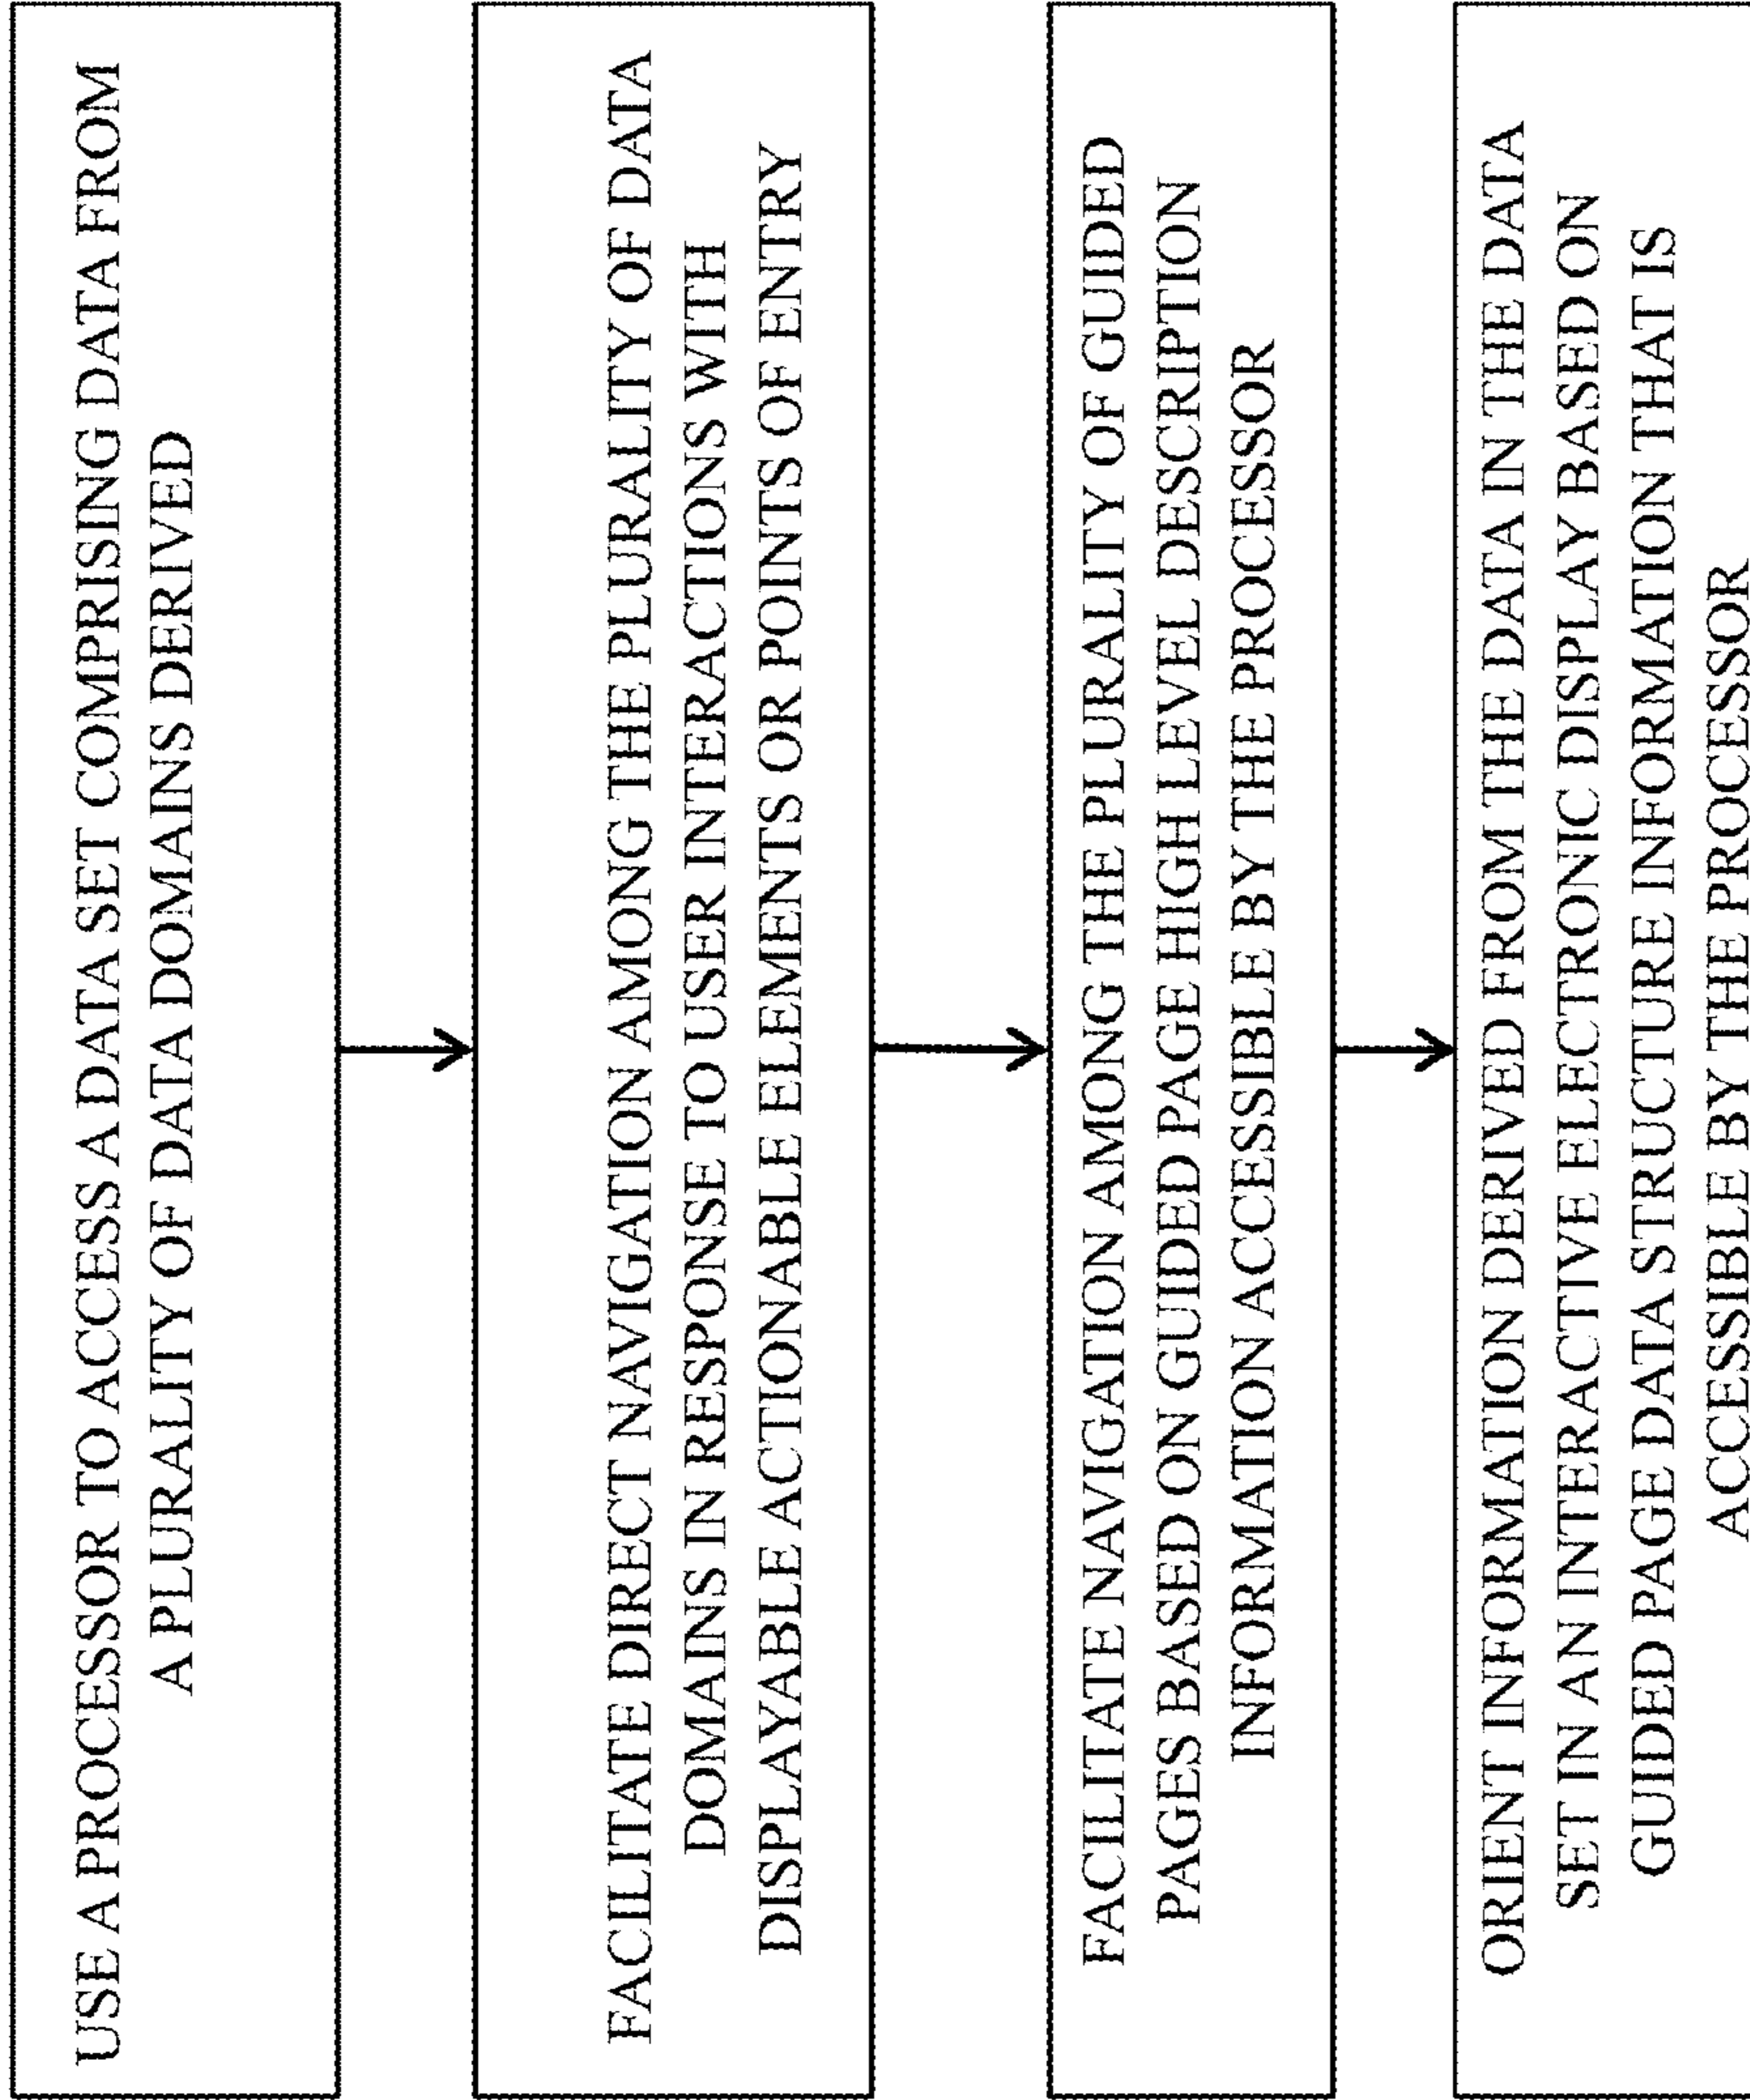 USE A PROCESSOR TO ACCESS A DATA SET COMPRISING DATA FROM
A PLURALITY OF DATA DOMAINS DERIVED
FACILITATE DIRECT NAVIGATION AMONG THE PLURALITY OF DATA
DOMAINS IN RESPONSE TO USER INTERACTIONS WITH
DISPLAYABLE ACTIONABLE ELEMENTS OR POINTS OF ENTRY
FACILITATE NAVIGATION AMONG THE PLURALITY OF GUIDED
PAGES BASED ON GUIDED PAGE HIGH LEVEL DESCRIPTION
INFORMATION ACCESSIBLE BY THE PROCESSOR
ORIENT INFORMATION DERIVED FROM THE DATA IN THE DATA
SET IN AN INTERACTIVE ELECTRONIC DISPLAY BASED ON
GUIDED PAGE DATA STRUCTURE INFORMATION THAT IS
ACCESSIBLE BY THE PROCESSOR